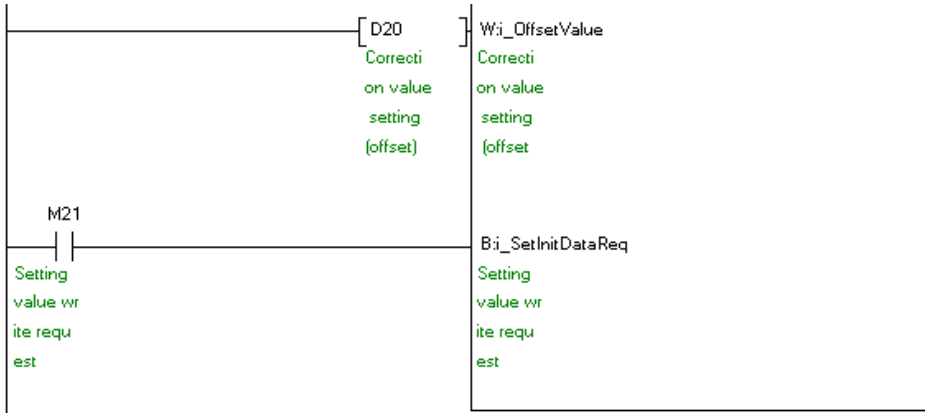 D20 W:i_OffsetValue
Correcti Correcti
on value on value
setting setting
(offset) (offset
M21
B:i_SetInitDataReq
Setting Setting
value wr value wr
ite requ ite requ
est est